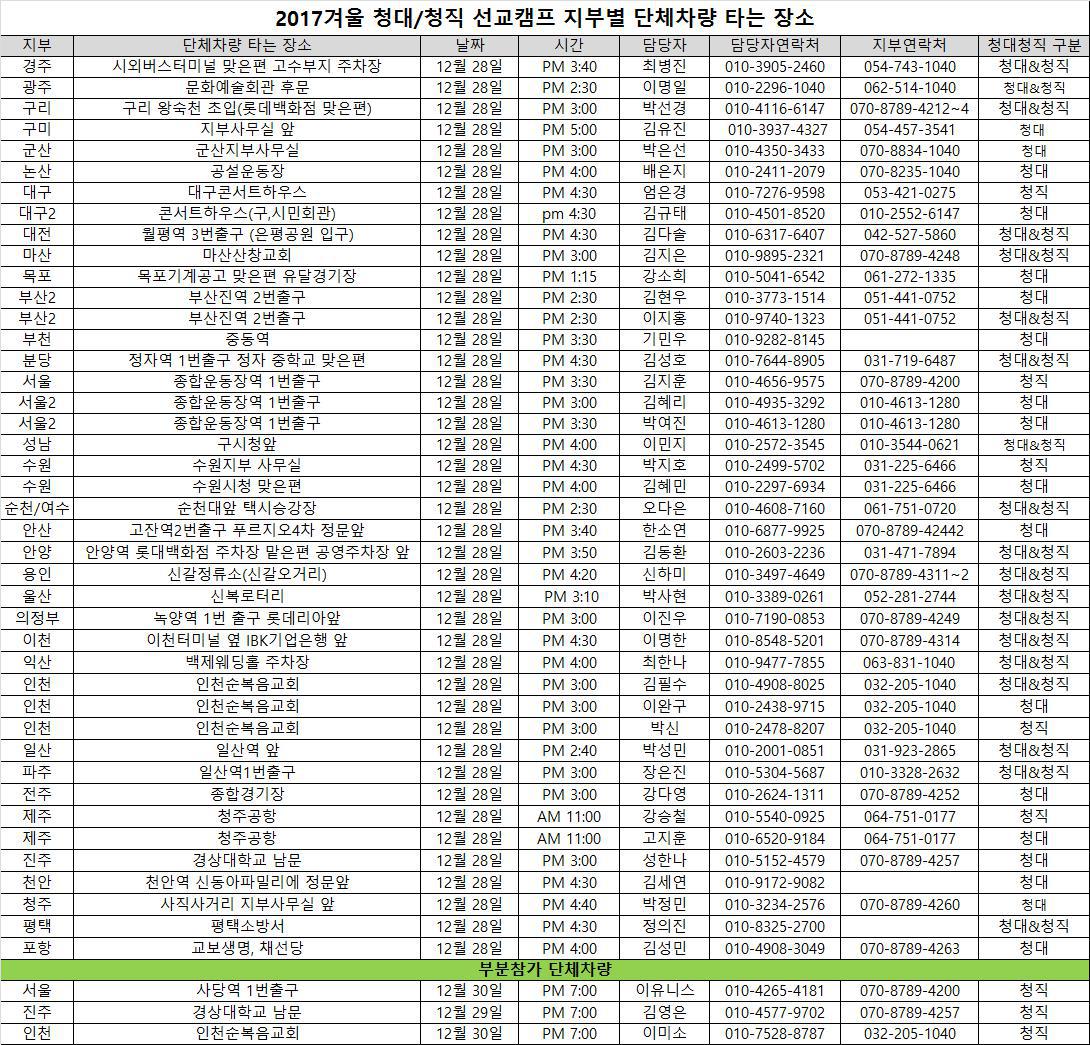 2017겨울 청대/청직 선교캠프 지부별 단체차량 타는 장소
지부 단체차량 타는 장소 날짜 시간 담당자 담당자연락처 지부연락처 청대청직 구분
경주 시외버스터미널 맞은편 고수부지 주차장 12월 28일 PM 3:40 최병진 010-3905-2460 054-743-1040 청대&청직
광주 문화예술회관 후문 12월 28일 PM 2:30 이명일 010-2296-1040 062-514-1040 청대&청직
구리 구리 왕숙천 초입(롯데백화점 맞은편) 12월 28일 PM 3:00 박선경 010-4116-6147 070-8789-4212~4 청대&청직
구미 지부사무실 앞 12월 28일 PM 5:00 김유진 010-3937-4327 054-457-3541 청대
군산 군산지부사무실 12월 28일 PM 3:00 박은선 010-4350-3433 070-8834-1040 청대
논산 공설운동장 12월 28일 PM 4:00 배은지 010-2411-2079 070-8235-1040 청대
대구 대구콘서트하우스 12월 28일 PM 4:30 엄은경 010-7276-9598 053-421-0275 청직
대구2 콘서트하우스(구,시민회관) 12월 28일 pm 4:30 김규태 010-4501-8520 010-2552-6147 청대
대전 월평역 3번출구 (은평공원 입구) 12월 28일 PM 4:30 김다솔 010-6317-6407 042-527-5860 청대&청직
마산 마산산창교회 12월 28일 PM 3:00 김지은 010-9895-2321 070-8789-4248 청대&청직
목포 목포기계공고 맞은편 유달경기장 12월 28일 PM 1:15 강소희 010-5041-6542 061-272-1335 청대
부산2 부산진역 2번출구 12월 28일 PM 2:30 김현우 010-3773-1514 051-441-0752 청대
부산2 부산진역 2번출구 12월 28일 PM 2:30 이지홍 010-9740-1323 051-441-0752 청대&청직
부천 중동역 12월 28일 PM 3:30 기민우 010-9282-8145 청대
분당 정자역 1번출구 정자 중학교 맞은편 12월 28일 PM 4:30 김성호 010-7644-8905 031-719-6487 청대&청직
서울 종합운동장역 1번출구 12월 28일 PM 3:30 김지훈 010-4656-9575 070-8789-4200 청직
서울2 종합운동장역 1번출구 12월 28일 PM 3:00 김혜리 010-4935-3292 010-4613-1280 청대
서울2 종합운동장역 1번출구 12월 28일 PM 3:30 박여진 010-4613-1280 010-4613-1280 청대
성남 구시청앞 12월 28일 PM 4:00 이민지 010-2572-3545 010-3544-0621 청대&청직
수원 수원지부 사무실 12월 28일 PM 4:30 박지호 010-2499-5702 031-225-6466 청직
수원 수원시청 맞은편 12월 28일 PM 4:00 김혜민 010-2297-6934 031-225-6466 청대
순천/여수 순천대앞 택시승강장 12월 28일 PM 2:30 오다은 010-4608-7160 061-751-0720 청대&청직
안산 고잔역2번출구 푸르지오4차 정문앞 12월 28일 PM 3:40 한소연 010-6877-9925 070-8789-42442 청대
안양 안양역 롯대백화점 주차장 맡은편 공영주차장 앞 12월 28일 PM 3:50 김동환 010-2603-2236 031-471-7894 청대&청직
용인 신갈정류소(신갈오거리) 12월 28일 PM 4:20 신하미 010-3497-4649 070-8789-4311~2 청대&청직
울산 신복로터리 12월 28일 PM 3:10 박사현 010-3389-0261 052-281-2744 청대&청직
의정부 녹양역 1번 출구 롯데리아앞 12월 28일 PM 3:00 이진우 010-7190-0853 070-8789-4249 청대&청직
이천 이천터미널 옆 IBK기업은행 앞 12월 28일 PM 4:30 이명한 010-8548-5201 070-8789-4314 청대&청직
익산 백제웨딩홀 주차장 12월 28일 PM 4:00 최한나 010-9477-7855 063-831-1040 청대&청직
인천 인천순복음교회 12월 28일 PM 3:00 김필수 010-4908-8025 032-205-1040 청대&청직
인천 인천순복음교회 12월 28일 PM 3:00 이완구 010-2438-9715 032-205-1040 청대
인천 인천순복음교회 12월 28일 PM 3:00 박신 010-2478-8207 032-205-1040 청직
일산 일산역 앞 12월 28일 PM 2:40 박성민 010-2001-0851 031-923-2865 청대&청직
파주 일산역1번출구 12월 28일 PM 3:00 장은진 010-5304-5687 010-3328-2632 청대&청직
전주 종합경기장 12월 28일 PM 3:00 강다영 010-2624-1311 070-8789-4252 청대
제주 청주공항 12월 28일 AM 11:00 강승철 010-5540-0925 064-751-0177 청직
제주 청주공항 12월 28일 AM 11:00 고지훈 010-6520-9184 064-751-0177 청대
진주 경상대학교 남문 12월 28일 PM 3:00 성한나 010-5152-4579 070-8789-4257 청대
천안 천안역 신동아파밀리에 정문앞 12월 28일 PM 4:30 김세연 010-9172-9082 청대
청주 사직사거리 지부사무실 앞 12월 28일 PM 4:40 박정민 010-3234-2576 070-8789-4260 청대
평택 평택소방서 12월 28일 PM 4:30 정의진 010-8325-2700 청대&청직
포항 교보생명, 채선당 12월 28일 PM 4:00 김성민 010-4908-3049 070-8789-4263 청대
부분참가 단체차량
서울 사당역 1번출구 12월 30일 PM 7:00 이유니스 010-4265-4181 070-8789-4200 청직
진주 경상대학교 남문 12월 29일 PM 7:00 김영은 010-4577-9702 070-8789-4257 청직
인천 인천순복음교회 12월 30일 PM 7:00 이미소 010-7528-8787 032-205-1040 청직